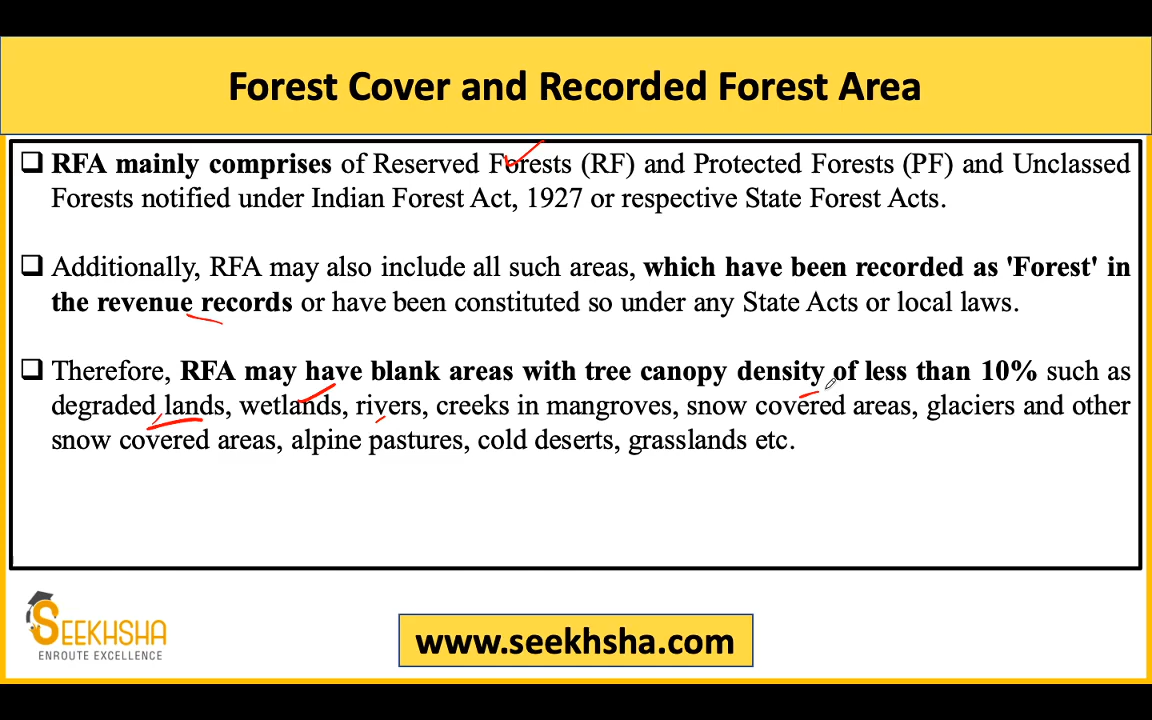 Forest Cover and Recorded Forest Area
❑ RFA mainly comprises of Reserved Forests (RF) and Protected Forests (PF) and Unclassed
Forests notified under Indian Forest Act, 1927 or respective State Forest Acts.
❑ Additionally, RFA may also include all such areas, which have been recorded as 'Forest' in
the revenue records or have been constituted so under any State Acts or local laws.
❑ Therefore, RFA may have blank areas with tree canopy density of less than 10% such as
degraded lands, wetlands, rivers, creeks in mangroves, snow covered areas, glaciers and other
snow covered areas, alpine pastures, cold deserts, grasslands etc.
SEEKHSHA
ENROUTE EXCELLENCE
www.seekhsha.com